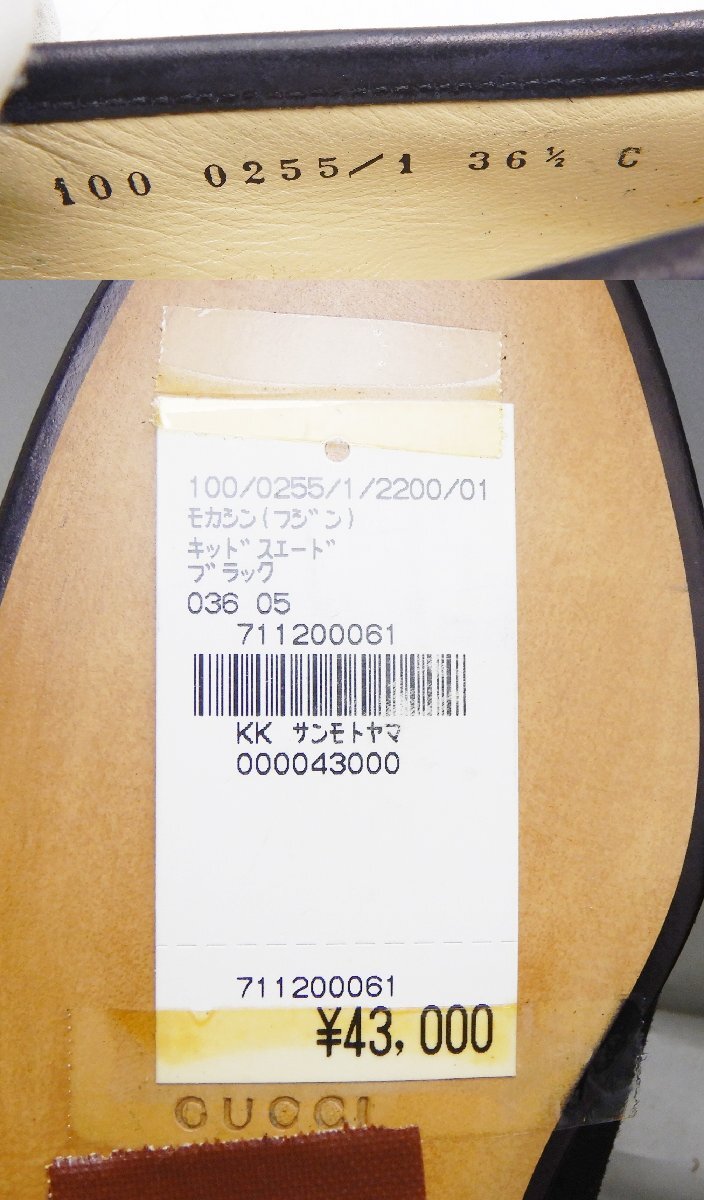 100 0255/1 36½ C
100/0255/1/2200/01
モカシン(フジン)
キッドスエード
ブラック
036 05
711200061
KK サンモトヤマ
000043000
711200061
¥43,000
GUCCI